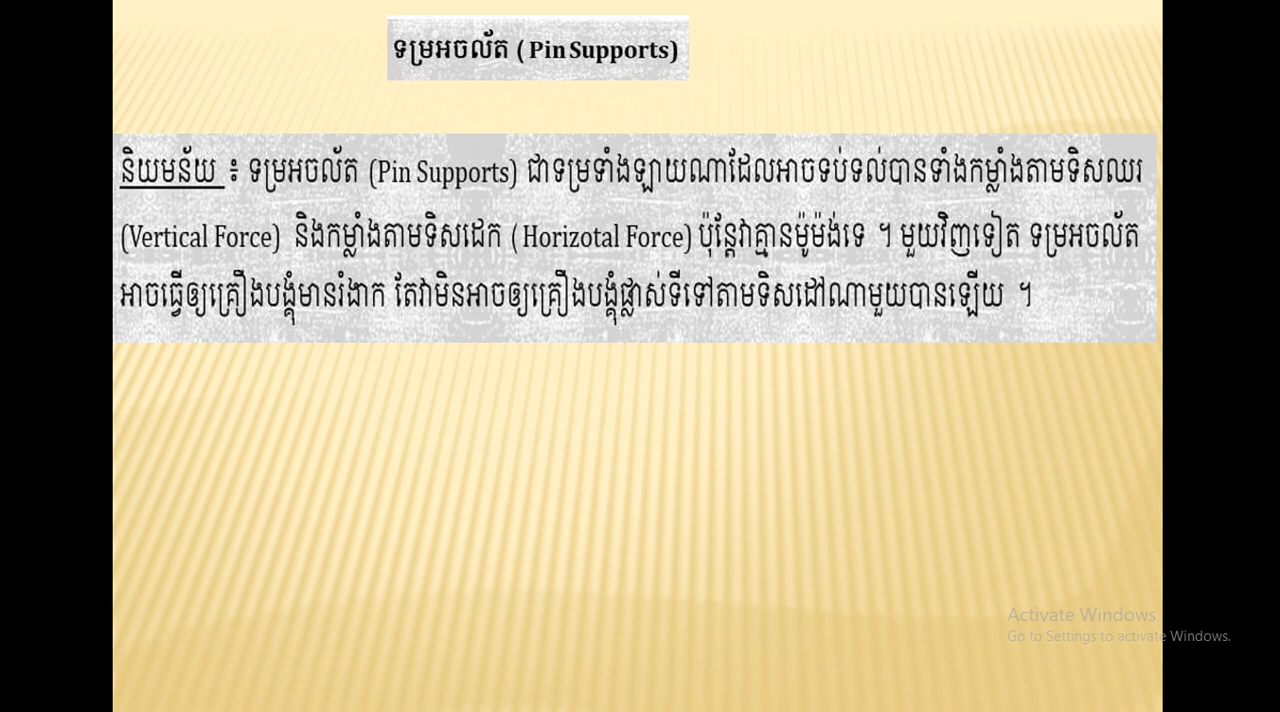 ទម្រអចល័ត ( Pin Supports)
និយមន័យ ៖ ទម្រអចល័ត (Pin Supports) ជាទម្រទាំងឡាយណាដែលអាចទប់ទល់បានទាំងកម្លាំងតាមទិសឈរ
(Vertical Force) និងកម្លាំងតាមទិសដេក ( Horizotal Force) ប៉ុន្តែវាគ្មានម៉ូម៉ង់ទេ ។ មួយវិញទៀត ទម្រអចល័ត
អាចធ្វើឲ្យគ្រឿងបង្គុំមានរំងាក តែវាមិនអាចឲ្យគ្រឿងបង្គុំផ្លាស់ទីទៅតាមទិសដៅណាមួយបានឡើយ ។
Activate Windows
Go to Settings to activate Windows.